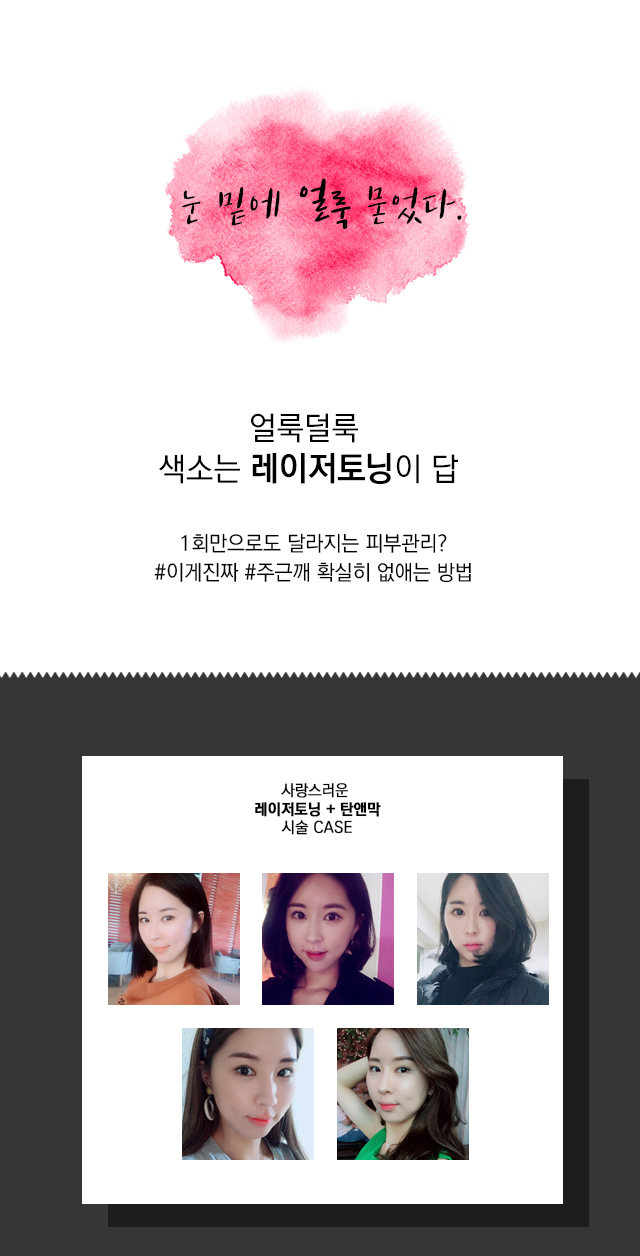 눈 밑에 얼룩 묻었다.
얼룩덜룩
색소는 레이저토닝이 답
1회만으로도 달라지는 피부관리?
#이게진짜 #주근깨 확실히 없애는 방법
사랑스러운
레이저토닝 + 탄앤막
시술 CASE